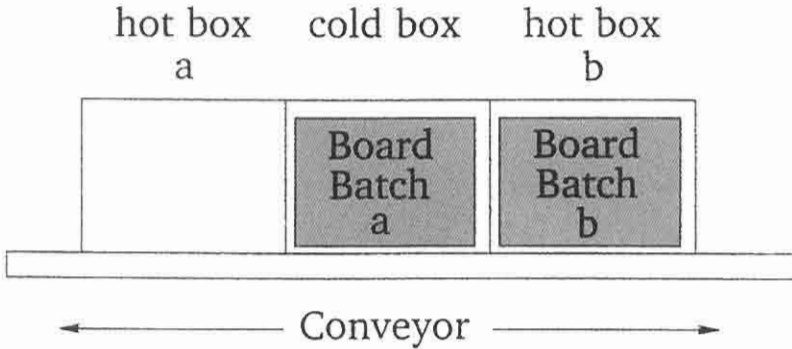 hot box cold box hot box
a b
Board Board
Batch Batch
a b
Conveyor